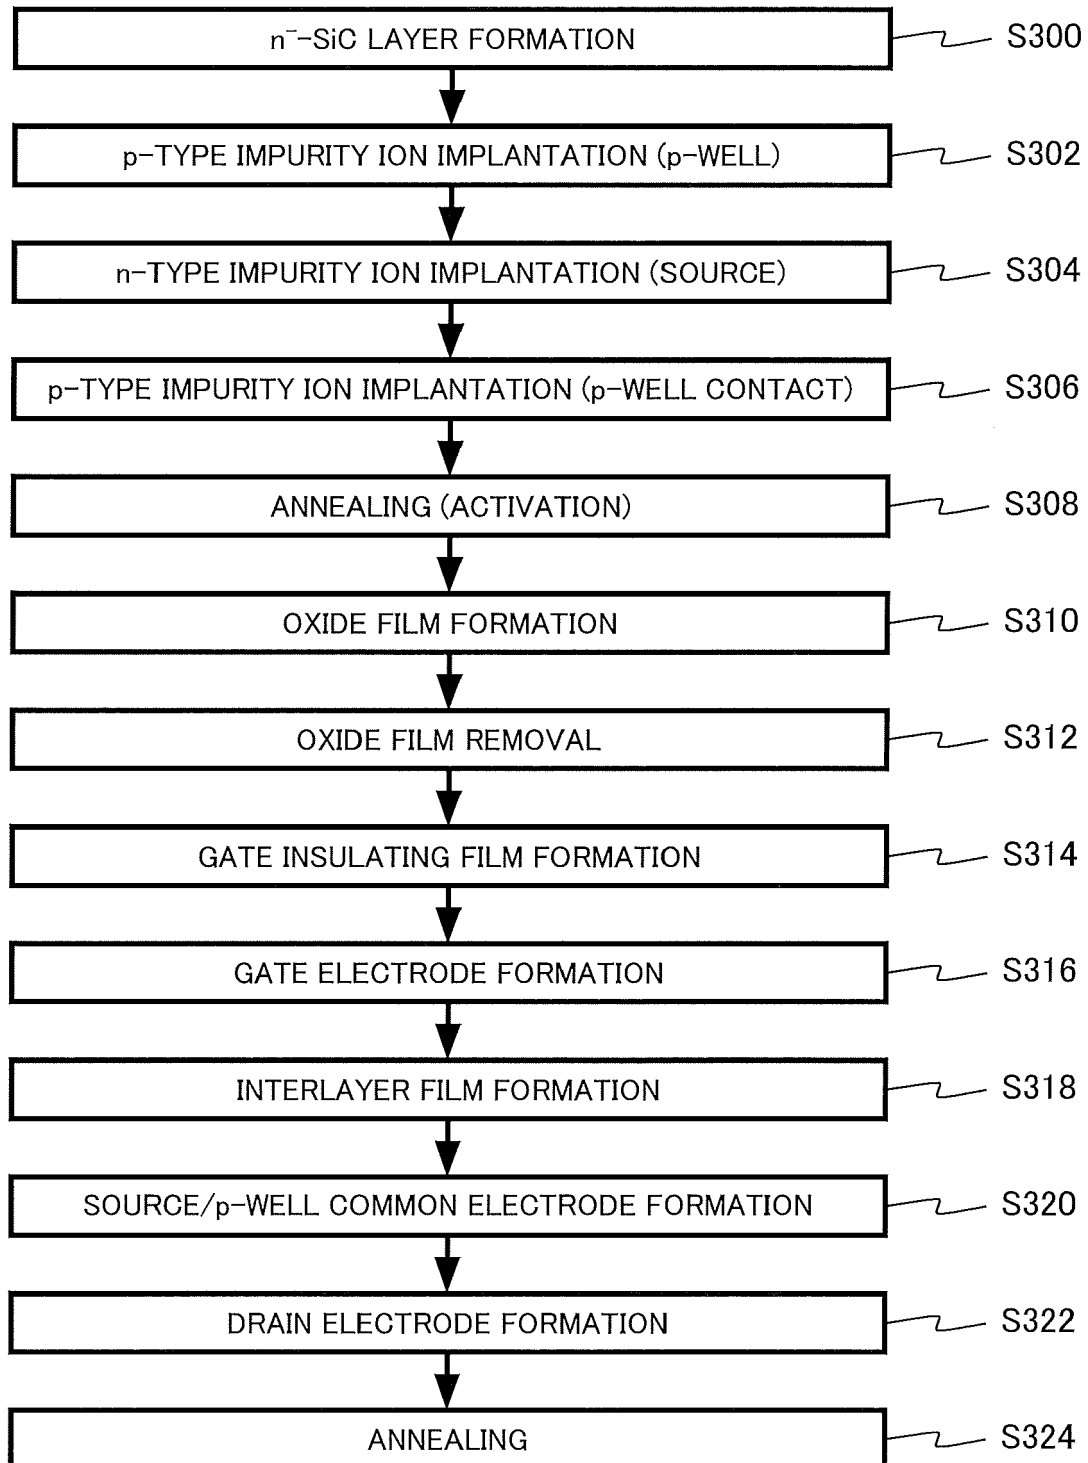 n⁻-SiC LAYER FORMATION S300
p-TYPE IMPURITY ION IMPLANTATION (p-WELL) S302
n-TYPE IMPURITY ION IMPLANTATION (SOURCE) S304
p-TYPE IMPURITY ION IMPLANTATION (p-WELL CONTACT) S306
ANNEALING (ACTIVATION) S308
OXIDE FILM FORMATION S310
OXIDE FILM REMOVAL S312
GATE INSULATING FILM FORMATION S314
GATE ELECTRODE FORMATION S316
INTERLAYER FILM FORMATION S318
SOURCE/p-WELL COMMON ELECTRODE FORMATION S320
DRAIN ELECTRODE FORMATION S322
ANNEALING S324